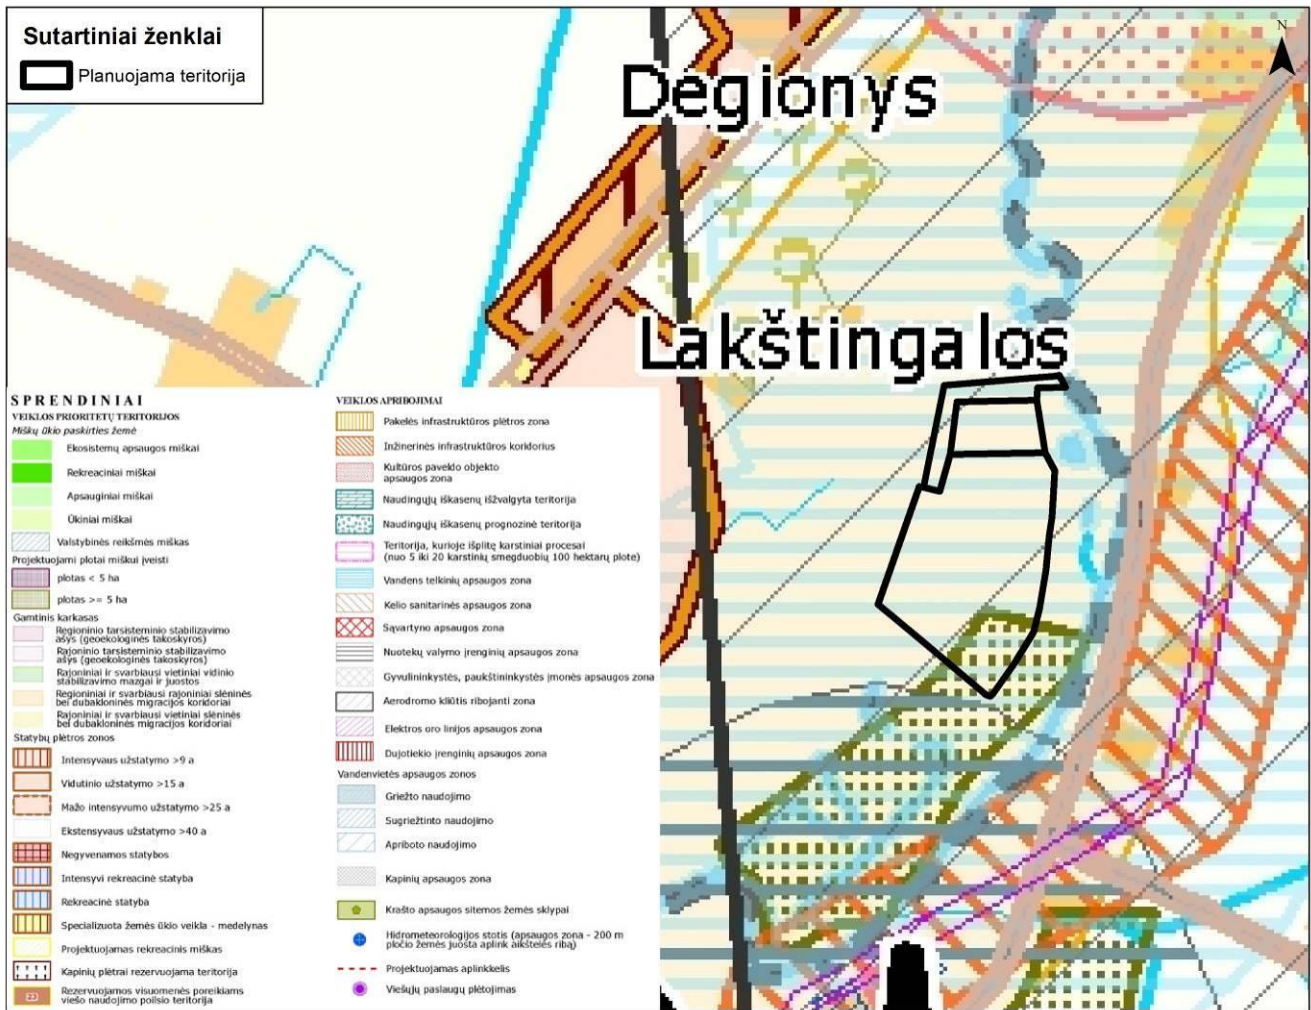 Sutartiniai ženklai
Planuojama teritorija
N
Degionys
Lakštingalos
SPRENDINIAI
VEIKLOS PRIORITETŲ TERITORIJOS
Miškų ūkio paskirties žemė
Ekosistemų apsaugos miškai
Rekreaciniai miškai
Apsauginiai miškai
Ūkiniai miškai
Valstybinės reikšmės miškas
Projektuojami plotai miškui įveisti
plotas < 5 ha
plotas >= 5 ha
Gamtinis karkasas
Regioninio tarsisteminio stabilizavimo
ašys (geoekologinės takoskyros)
Rajoninio tarsisteminio stabilizavimo
ašys (geoekologinės takoskyros)
Rajoniniai ir svarbiausi vietiniai vidinio
stabilizavimo mazgai ir juostos
Regioniniai ir svarbiausi rajoniniai slėninės
bei dubakloninės migracijos koridoriai
Rajoniniai ir svarbiausi vietiniai slėninės
bei dubakloninės migracijos koridoriai
Statybų plėtros zonos
Intensyvaus užstatymo >9 a
Vidutinio užstatymo >15 a
Mažo intensyvumo užstatymo >25 a
Ekstensyvaus užstatymo >40 a
Negyvenamos statybos
Intensyvi rekreacinė statyba
Rekreacinė statyba
Specializuota žemės ūkio veikla - medelynas
Projektuojamas rekreacinis miškas
Kapinių plėtrai rezervuojama teritorija
23
Rezervuojamos visuomenės poreikiams
viešo naudojimo poilsio teritorija
VEIKLOS APRIBOJIMAI
Pakelės infrastruktūros plėtros zona
Inžinerinės infrastruktūros koridorius
Kultūros paveldo objekto
apsaugos zona
Naudingųjų iškasenų išžvalgyta teritorija
Naudingųjų iškasenų prognozinė teritorija
Teritorija, kurioje išplitę karstiniai procesai
(nuo 5 iki 20 karstinių smegduobių 100 hektarų plote)
Vandens telkinių apsaugos zona
Kelio sanitarinės apsaugos zona
Sąvartyno apsaugos zona
Nuotekų valymo įrenginių apsaugos zona
Gyvulininkystės, paukštininkystės įmonės apsaugos zona
Aerodromo kliūtis ribojanti zona
Elektros oro linijos apsaugos zona
Dujotiekio įrenginių apsaugos zona
Vandenvietės apsaugos zonos
Griežto naudojimo
Sugriežtinto naudojimo
Apriboto naudojimo
Kapinių apsaugos zona
Krašto apsaugos sitemos žemės sklypai
Hidrometeorologijos stotis (apsaugos zona - 200 m
pločio žemės juosta aplink aikštelės ribą)
Projektuojamas aplinkkelis
Viešųjų paslaugų plėtojimas